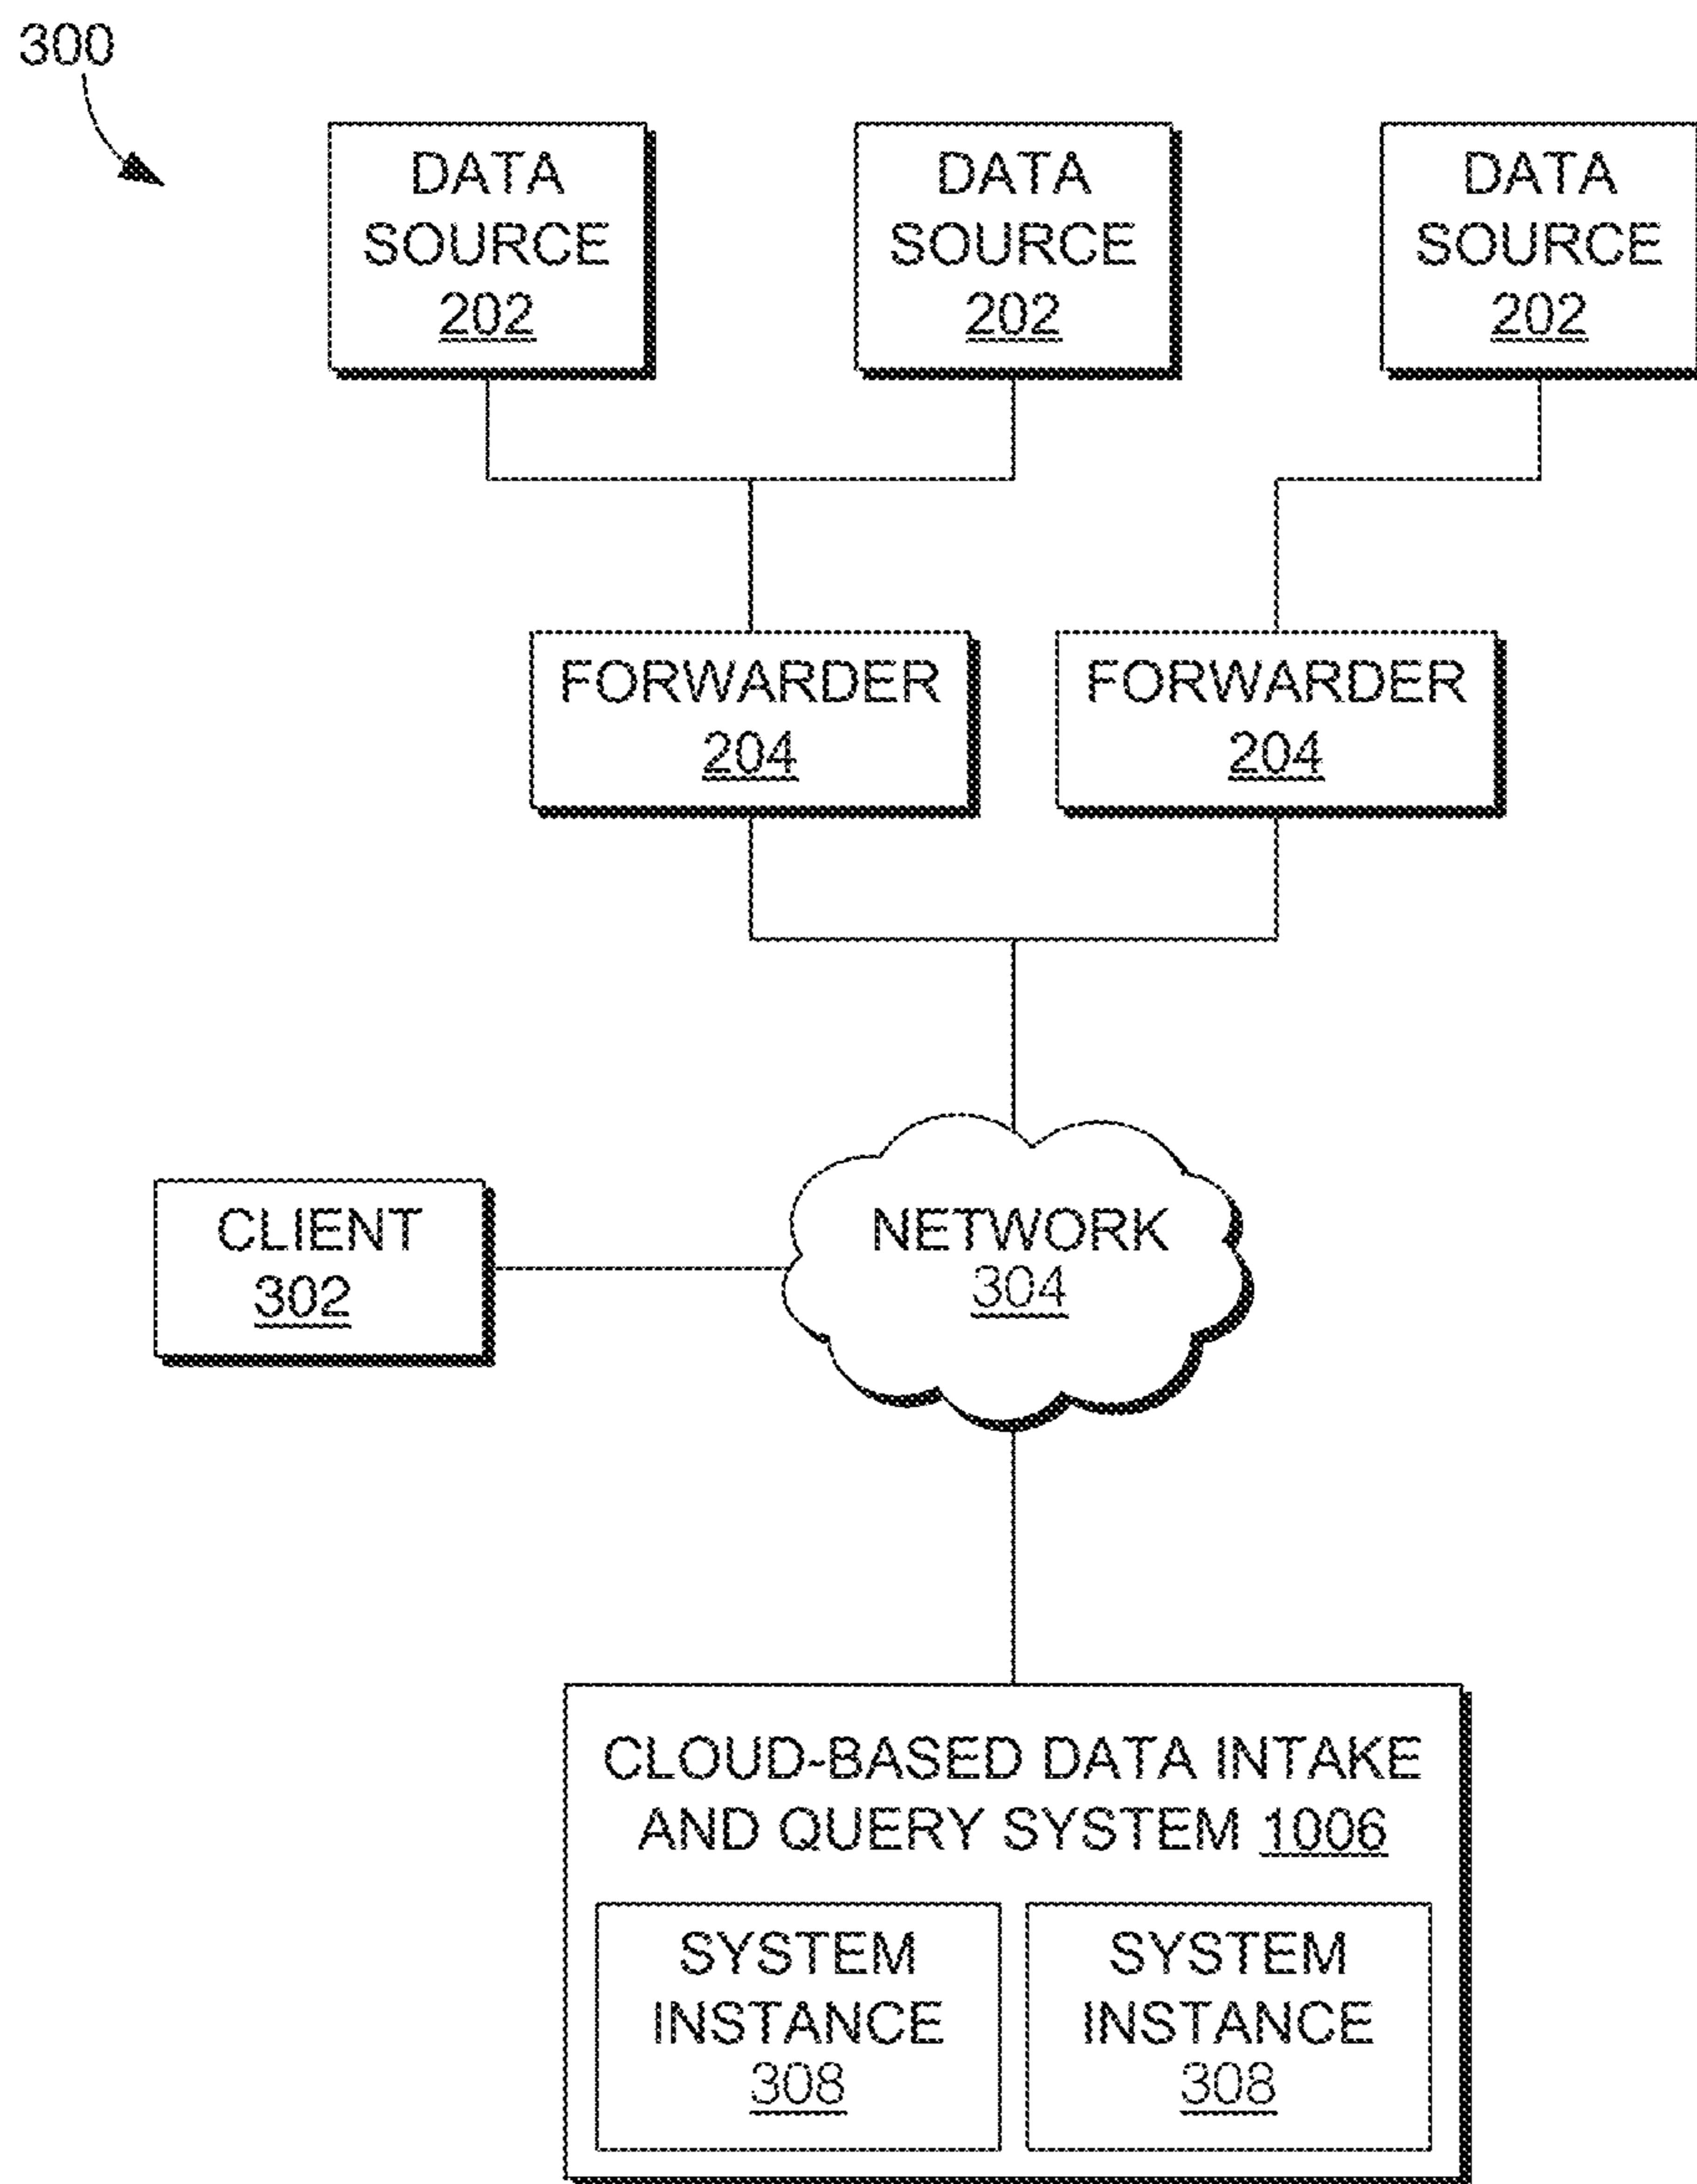 300
DATA
SOURCE
202
DATA
SOURCE
202
DATA
SOURCE
202
FORWARDER
204
FORWARDER
204
NETWORK
304
CLIENT
302
CLOUD-BASED DATA INTAKE
AND QUERY SYSTEM 1006
SYSTEM
INSTANCE
308
SYSTEM
INSTANCE
308